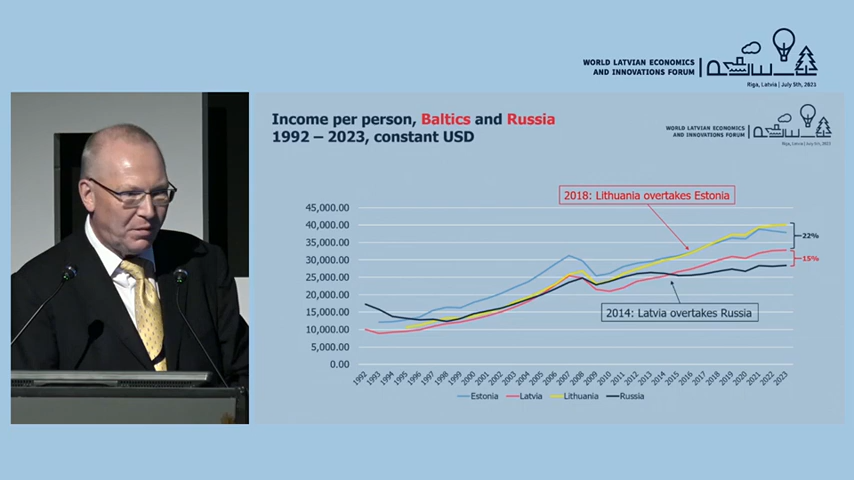 WORLD LATVIAN ECONOMICS
AND INNOVATIONS FORUM
Riga, Latvia | July 5th, 2023
Income per person, Baltics and Russia
1992 – 2023, constant USD
WORLD LATVIAN ECONOMICS
AND INNOVATIONS FORUM
Riga, Latvia | July 5th, 2023
2018: Lithuania overtakes Estonia
45,000.00
40,000.00
35,000.00
30,000.00
25,000.00
20,000.00
15,000.00
10,000.00
5,000.00
0.00
22%
15%
2014: Latvia overtakes Russia
1992 1993 1994 1995 1996 1997 1998 1999 2000 2001 2002 2003 2004 2005 2006 2007 2008 2009 2010 2011 2012 2013 2014 2015 2016 2017 2018 2019 2020 2021 2022 2023
Estonia Latvia Lithuania Russia